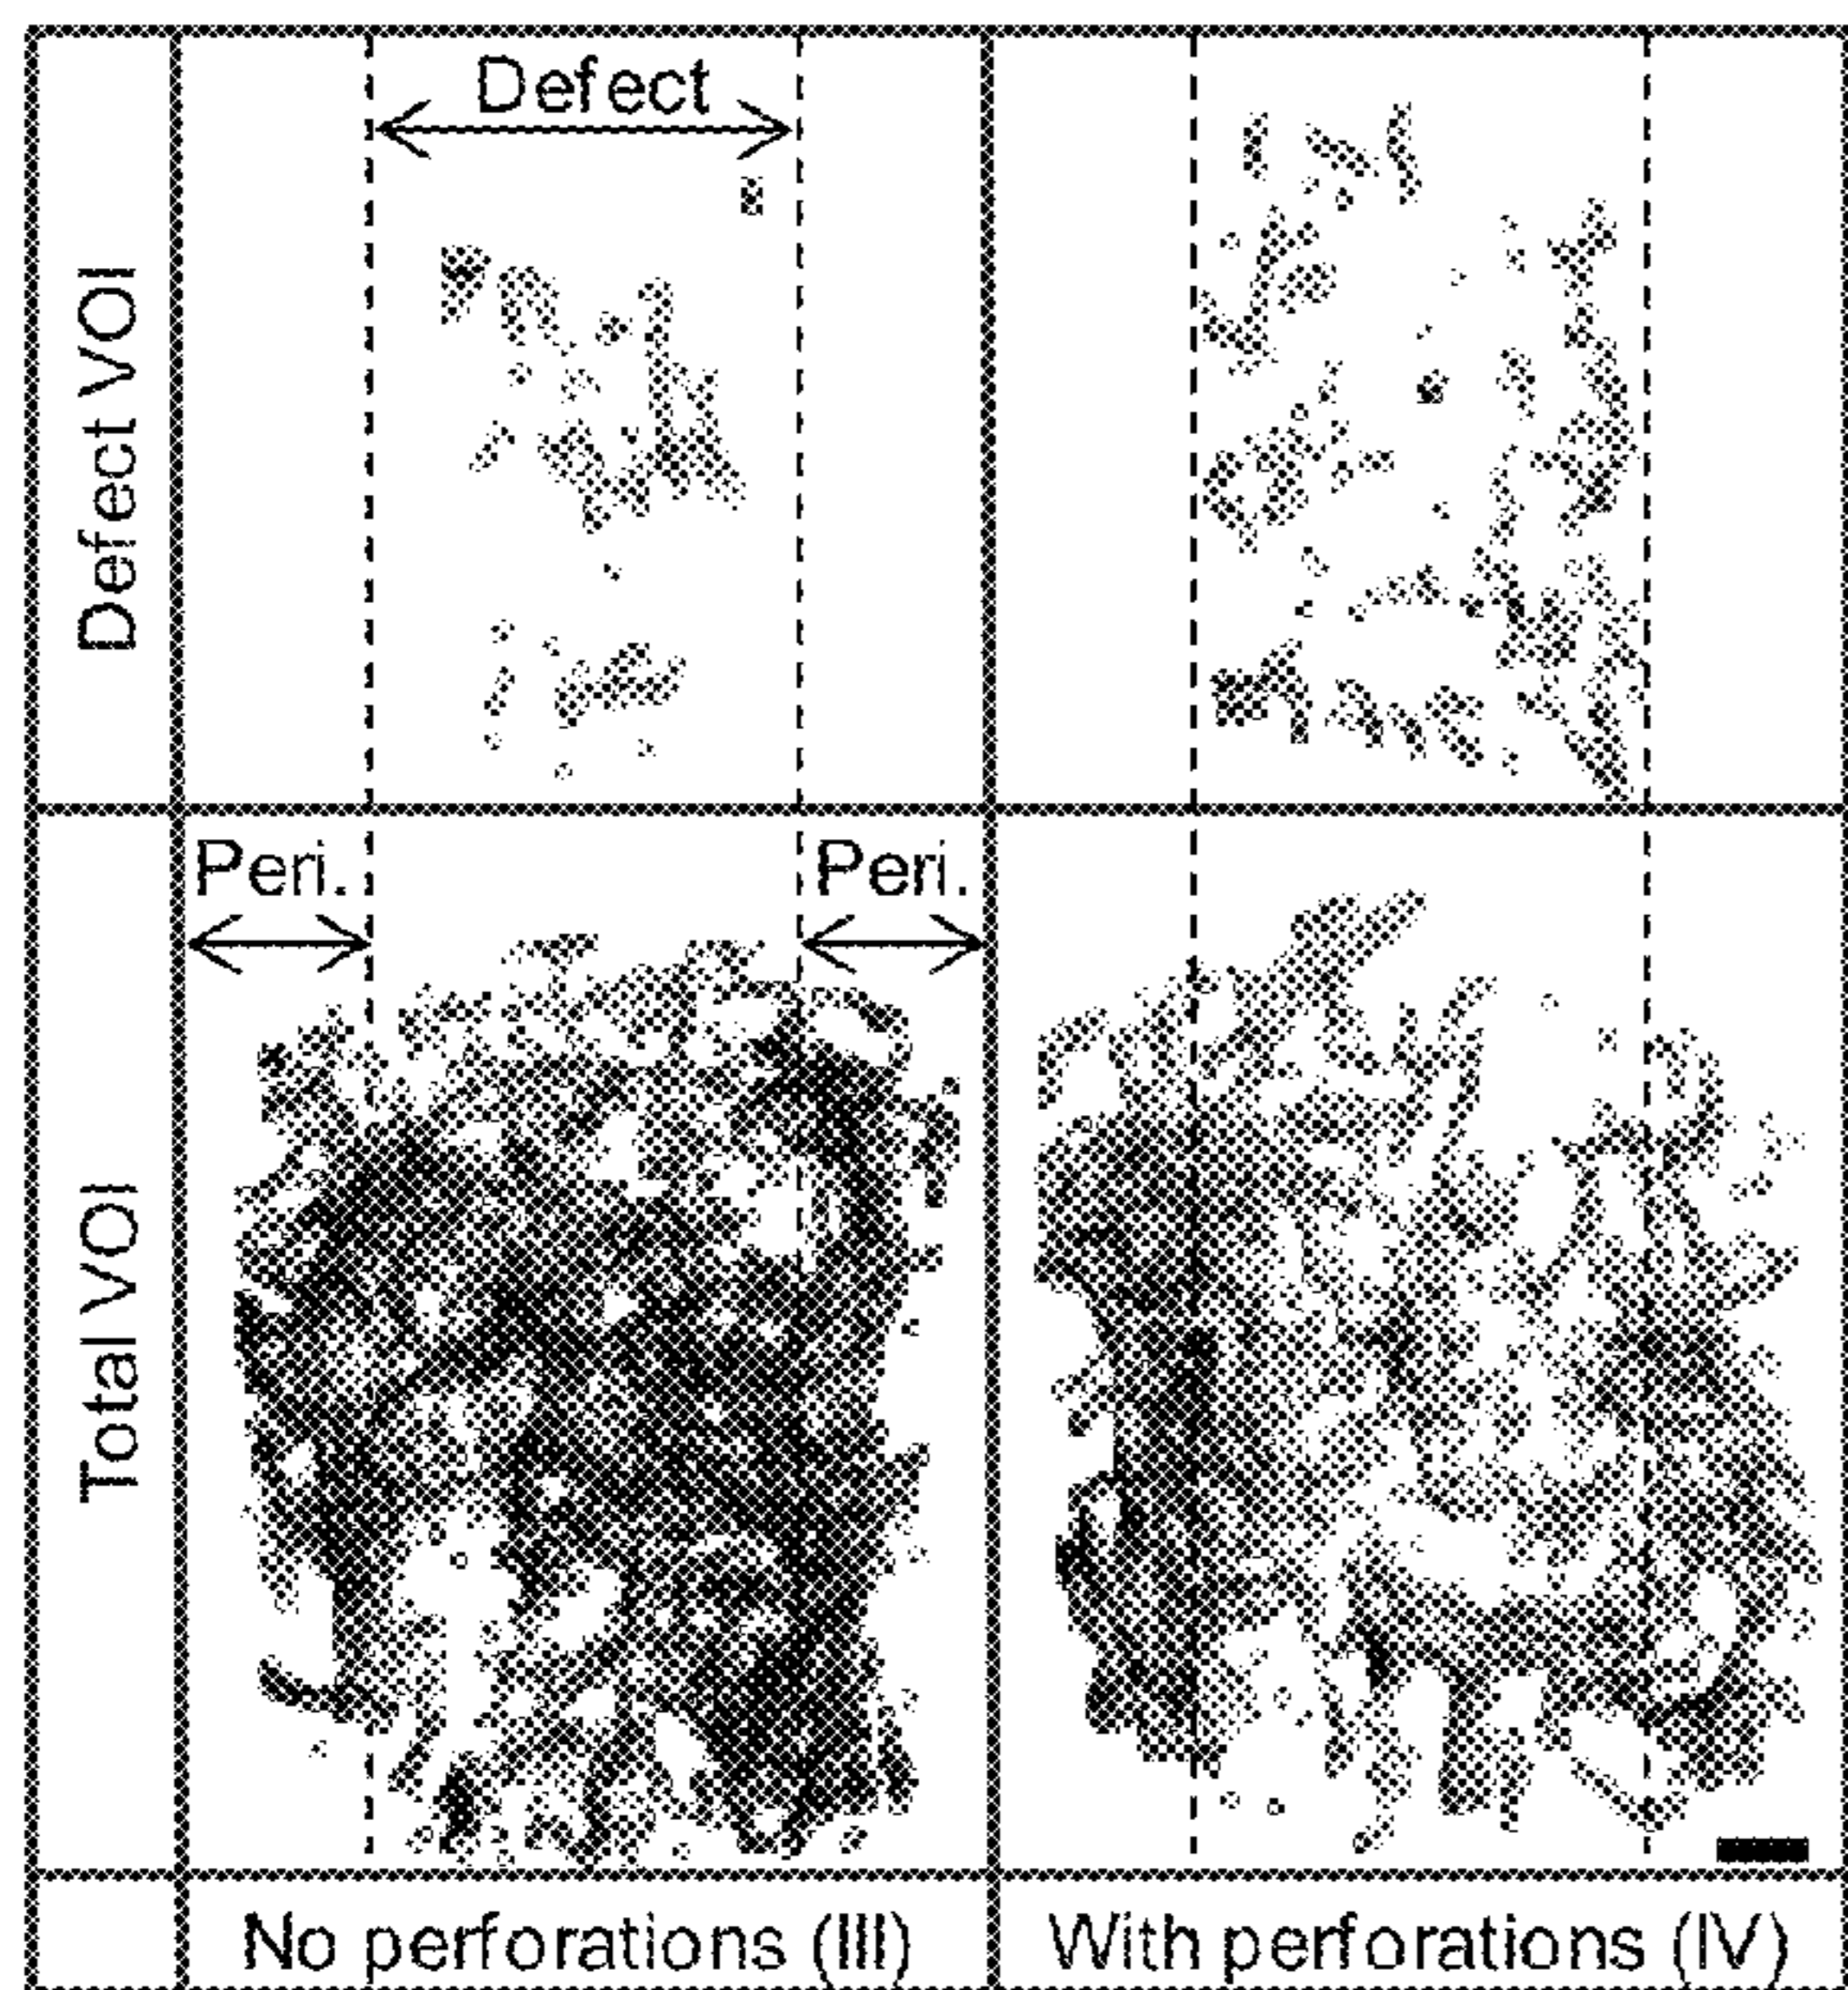 Defect
Defect VOI
Peri.
Peri.
Total VOI
No perforations (III)
With perforations (IV)